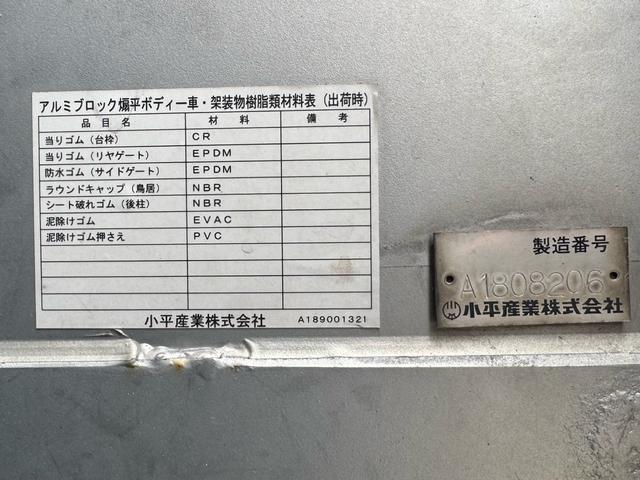 アルミブロック煽平ボディー車・架装物樹脂類材料表(出荷時)
品目名 材料 備考
当りゴム(台枠) CR
当りゴム(リヤゲート) EPDM
防水ゴム(サイドゲート) EPDM
ラウンドキャップ(鳥居) NBR
シート破れゴム(後柱) NBR
泥除けゴム EVAC
泥除けゴム押さえ PVC
小平産業株式会社 A189001321
製造番号
A1808206
小平産業株式会社